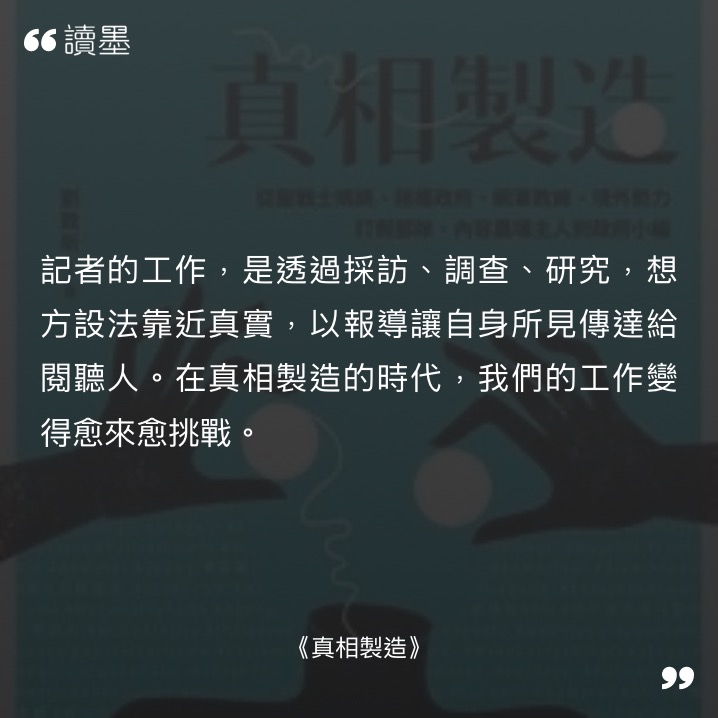 讀墨
真相製造
記者的工作，是透過採訪、調查、研究，想
方設法靠近真實，以報導讓自身所見傳達給
閱聽人。在真相製造的時代，我們的工作變
得愈來愈挑戰。
《真相製造》